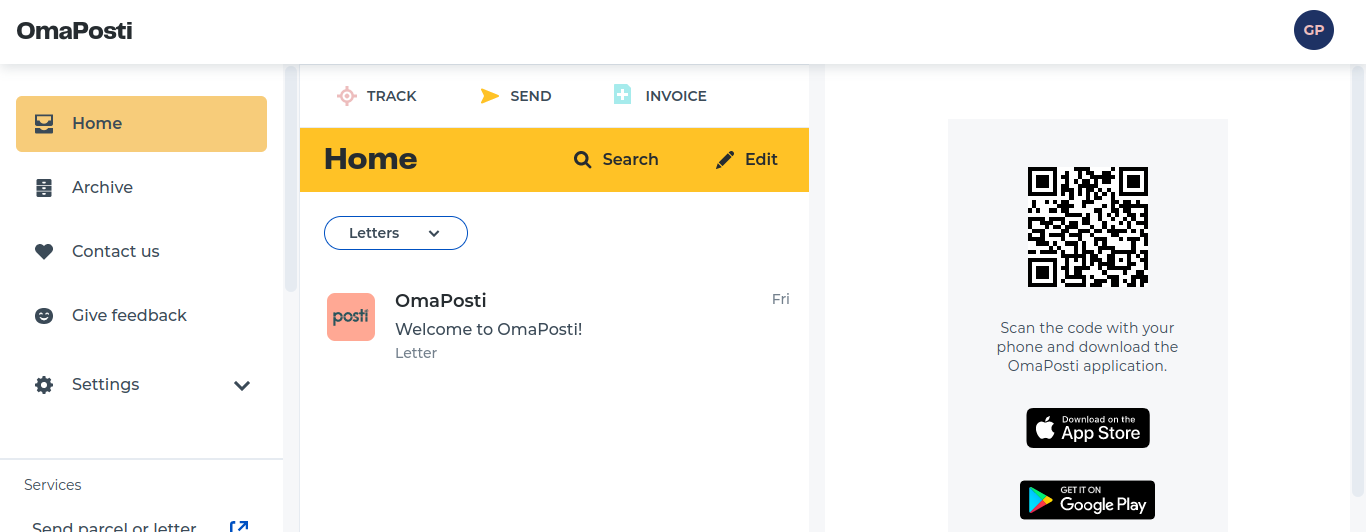 OmaPosti
GP
Home
Archive
Contact us
Give feedback
Settings
Services
Send parcel or letter
TRACK SEND INVOICE
Home Search Edit
Letters
posti
OmaPosti Fri
Welcome to OmaPosti!
Letter
Scan the code with your
phone and download the
OmaPosti application.
Download on the
App Store
GET IT ON
Google Play